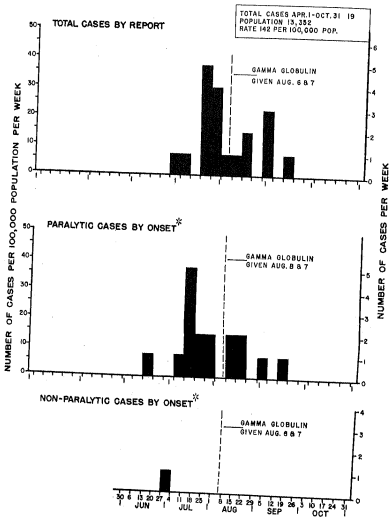 TOTAL CASES BY REPORT
TOTAL CASES APR.1-OCT.31 19
POPULATION 13,352
RATE 142 PER 100,000 POP.
50
40
30
20
10
0
6
5
4
3
2
1
0
GAMMA GLOBULIN
GIVEN AUG. 6 & 7
NUMBER OF CASES PER 100,000 POPULATION PER WEEK
NUMBER OF CASES PER WEEK
PARALYTIC CASES BY ONSET*
50
40
30
20
10
0
5
4
3
2
1
0
GAMMA GLOBULIN
GIVEN AUG. 8 & 7
NON-PARALYTIC CASES BY ONSET*
4
3
2
1
0
GAMMA GLOBULIN
GIVEN AUG. 6 & 7
30 6 13 20 27 4 11 18 25 1 8 15 22 29 5 12 19 26 3 10 17 24 31
JUN JUL AUG SEP OCT